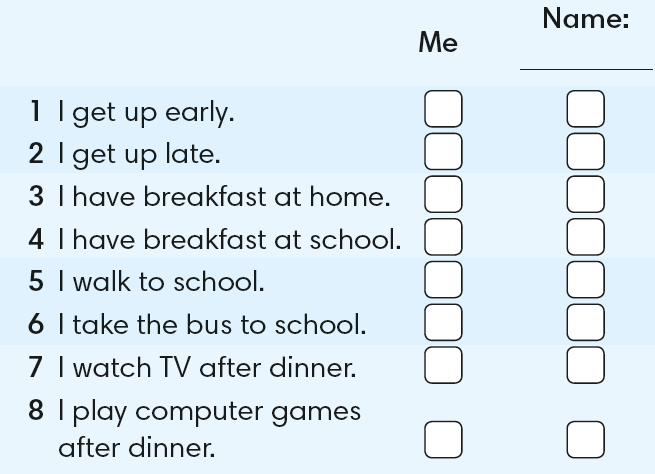 Me
Name:
1 I get up early.
2 I get up late.
3 I have breakfast at home.
4 I have breakfast at school.
5 I walk to school.
6 I take the bus to school.
7 I watch TV after dinner.
8 I play computer games
after dinner.